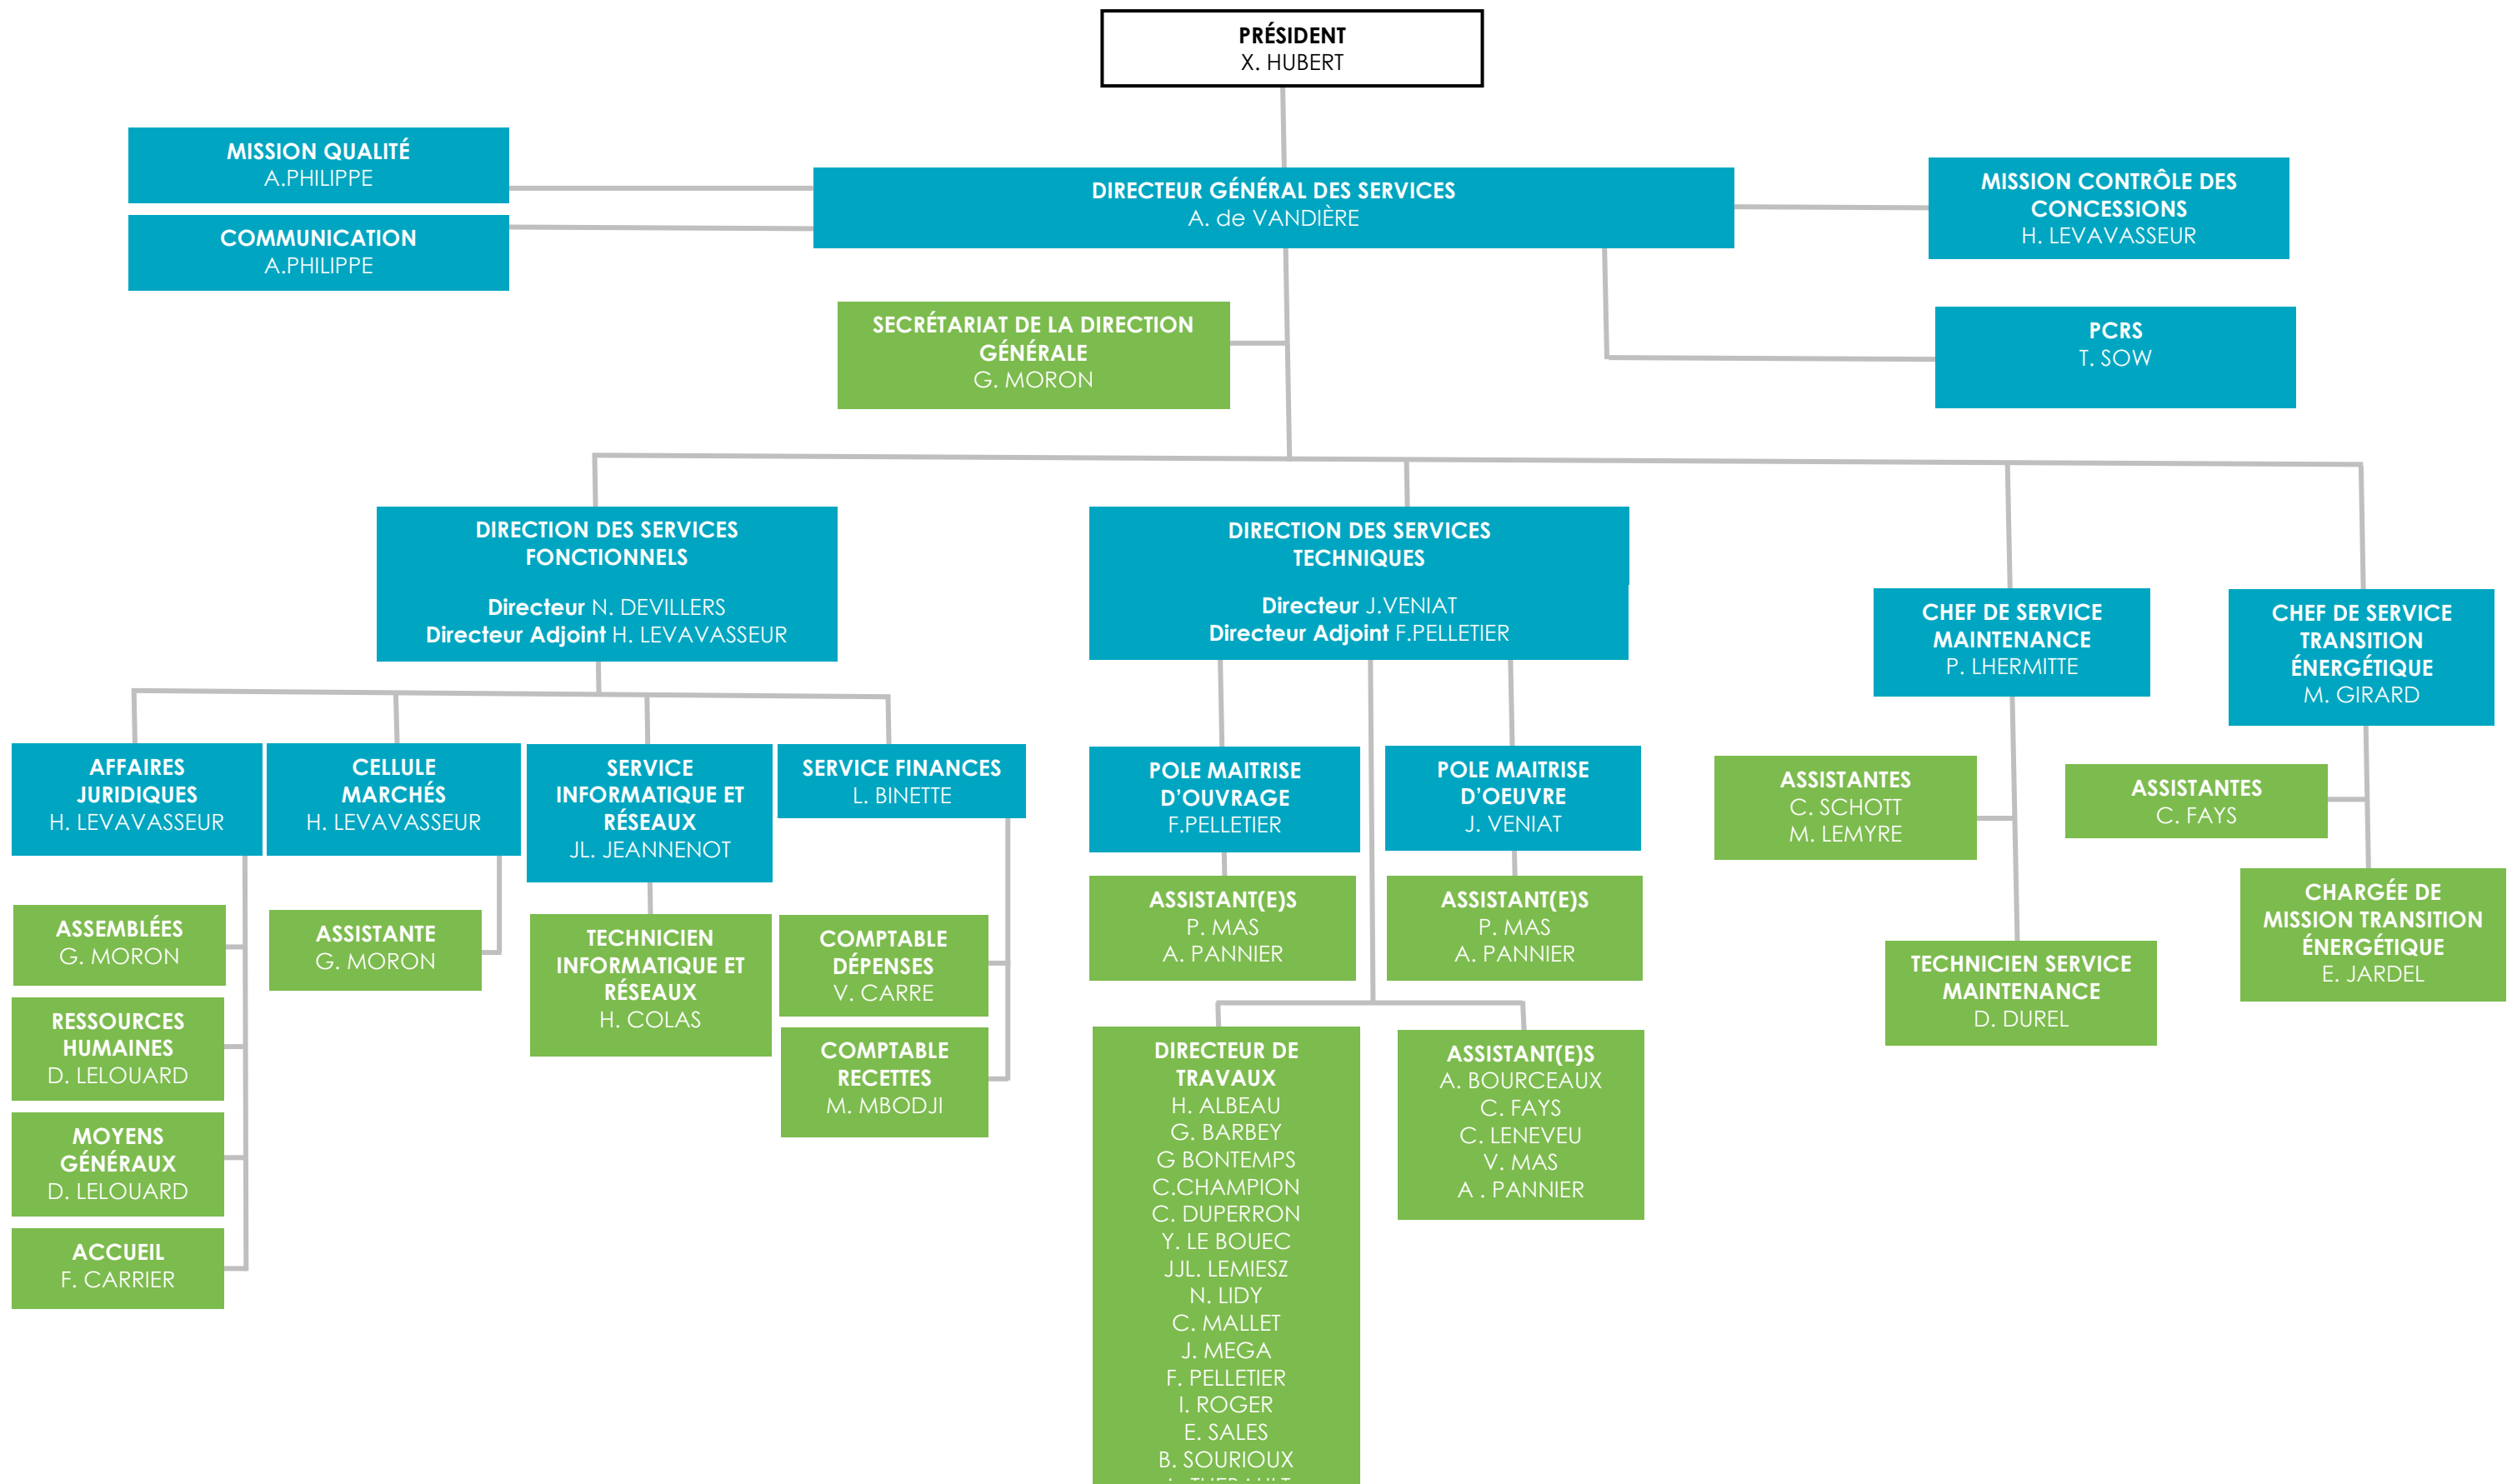 PRÉSIDENT
X. HUBERT
MISSION QUALITÉ
A.PHILIPPE
COMMUNICATION
A.PHILIPPE
DIRECTEUR GÉNÉRAL DES SERVICES
A. de VANDIÈRE
MISSION CONTRÔLE DES
CONCESSIONS
H. LEVAVASSEUR
SECRÉTARIAT DE LA DIRECTION
GÉNÉRALE
G. MORON
PCRS
T. SOW
DIRECTION DES SERVICES
FONCTIONNELS
Directeur N. DEVILLERS
Directeur Adjoint H. LEVAVASSEUR
DIRECTION DES SERVICES
TECHNIQUES
Directeur J.VENIAT
Directeur Adjoint F.PELLETIER
CHEF DE SERVICE
MAINTENANCE
P. LHERMITTE
CHEF DE SERVICE
TRANSITION
ÉNERGÉTIQUE
M. GIRARD
AFFAIRES
JURIDIQUES
H. LEVAVASSEUR
CELLULE
MARCHÉS
H. LEVAVASSEUR
SERVICE
INFORMATIQUE ET
RÉSEAUX
JL. JEANNENOT
SERVICE FINANCES
L. BINETTE
POLE MAITRISE
D'OUVRAGE
F.PELLETIER
POLE MAITRISE
D'OEUVRE
J. VENIAT
ASSISTANTES
C. SCHOTT
M. LEMYRE
ASSISTANTES
C. FAYS
ASSEMBLÉES
G. MORON
RESSOURCES
HUMAINES
D. LELOUARD
MOYENS
GÉNÉRAUX
D. LELOUARD
ACCUEIL
F. CARRIER
ASSISTANTE
G. MORON
TECHNICIEN
INFORMATIQUE ET
RÉSEAUX
H. COLAS
COMPTABLE
DÉPENSES
V. CARRE
COMPTABLE
RECETTES
M. MBODJI
ASSISTANT(E)S
P. MAS
A. PANNIER
ASSISTANT(E)S
P. MAS
A. PANNIER
DIRECTEUR DE
TRAVAUX
H. ALBEAU
G. BARBEY
G BONTEMPS
C.CHAMPION
C. DUPERRON
Y. LE BOUEC
JJL. LEMIESZ
N. LIDY
C. MALLET
J. MEGA
F. PELLETIER
I. ROGER
E. SALES
B. SOURIOUX
ASSISTANT(E)S
A. BOURCEAUX
C. FAYS
C. LENEVEU
V. MAS
A . PANNIER
TECHNICIEN SERVICE
MAINTENANCE
D. DUREL
CHARGÉE DE
MISSION TRANSITION
ÉNERGÉTIQUE
E. JARDEL